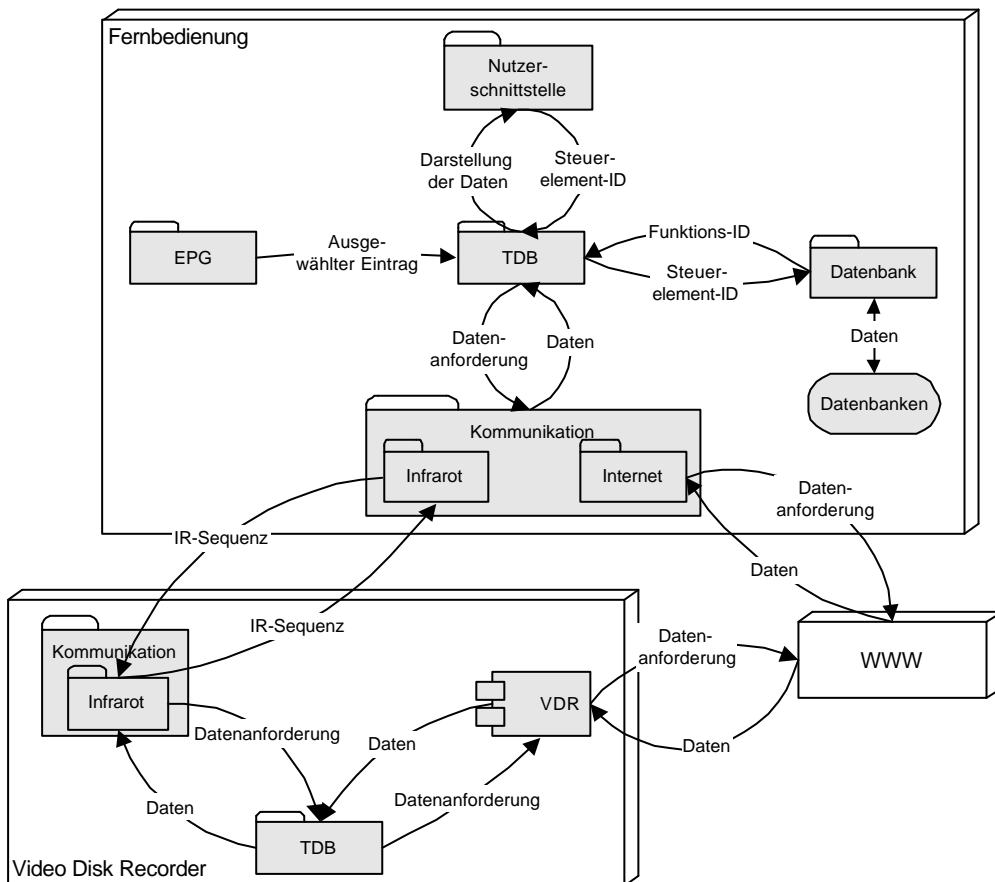 Fernbedienung
Nutzer-
schnittstelle
Darstellung
der Daten
Steuer-
element-ID
EPG
Ausge-
wählter Eintrag
TDB
Funktions-ID
Steuer-
element-ID
Datenbank
Daten-
anforderung
Daten
Daten
Datenbanken
Kommunikation
Infrarot
Internet
Daten-
anforderung
IR-Sequenz
Daten
IR-Sequenz
Kommunikation
Infrarot
Daten-
anforderung
WWW
VDR
Datenanforderung
Daten
Daten
Daten
Datenanforderung
TDB
Video Disk Recorder